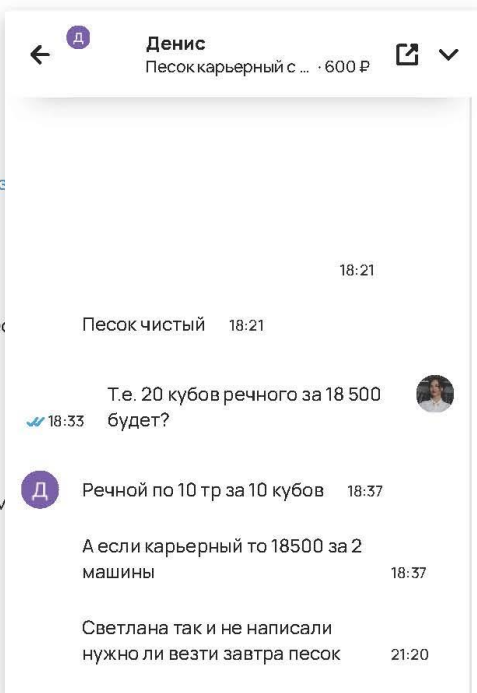 Д
Денис
Песок карьерный с ... · 600 ₽
18:21
Песок чистый 18:21
Т.е. 20 кубов речного за 18 500
18:33 будет?
Д
Речной по 10 тр за 10 кубов 18:37
А если карьерный то 18500 за 2
машины 18:37
Светлана так и не написали
нужно ли везти завтра песок 21:20